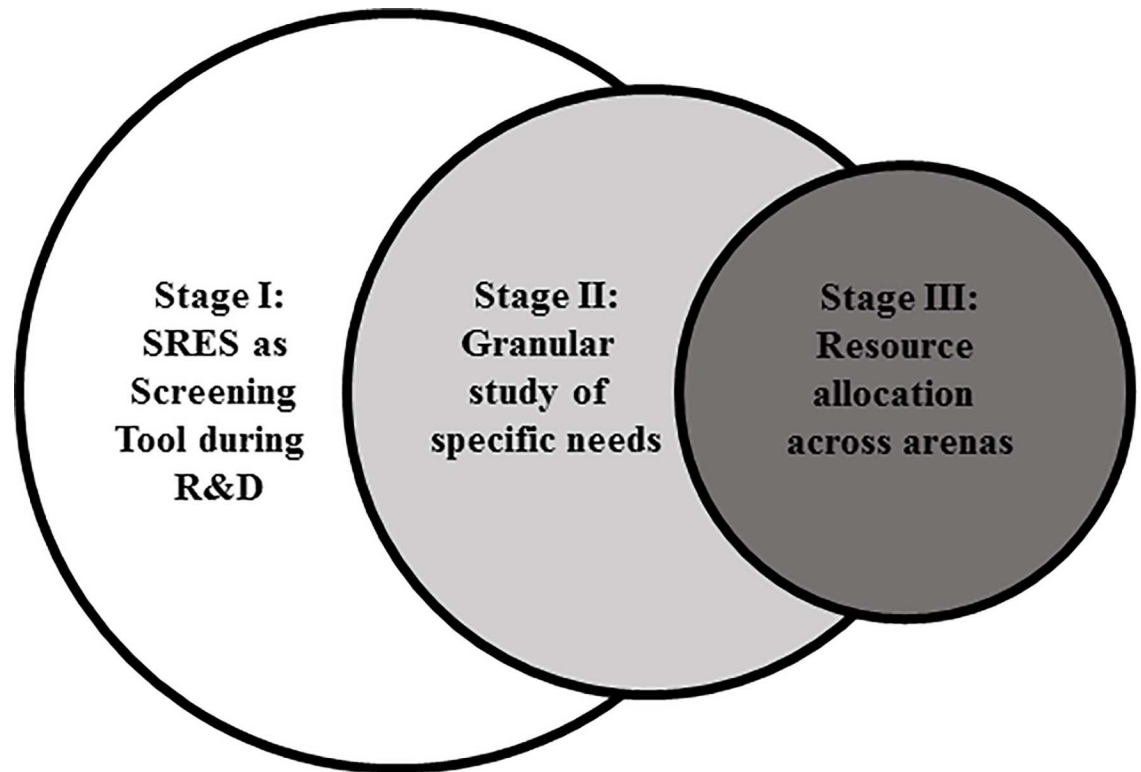 Stage I:
SRES as
Screening
Tool during
R&D
Stage II:
Granular
study of
specific needs
Stage III:
Resource
allocation
across arenas